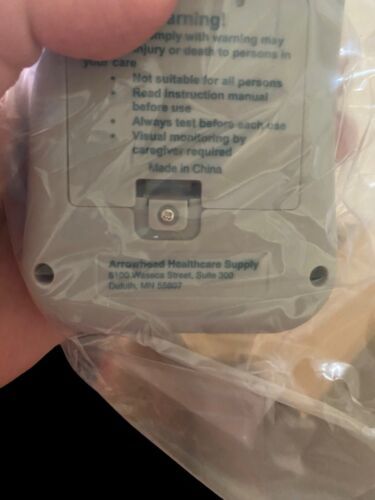 arning!
omply with warning may
injury or death to persons in
your care
• Not suitable for all persons
• Read instruction manual
before use
• Always test before each use
• Visual monitoring by
caregiver required
Made in China
Arrowhead Healthcare Supply
5100 Waseca Street, Suite 300
Duluth, MN 55807